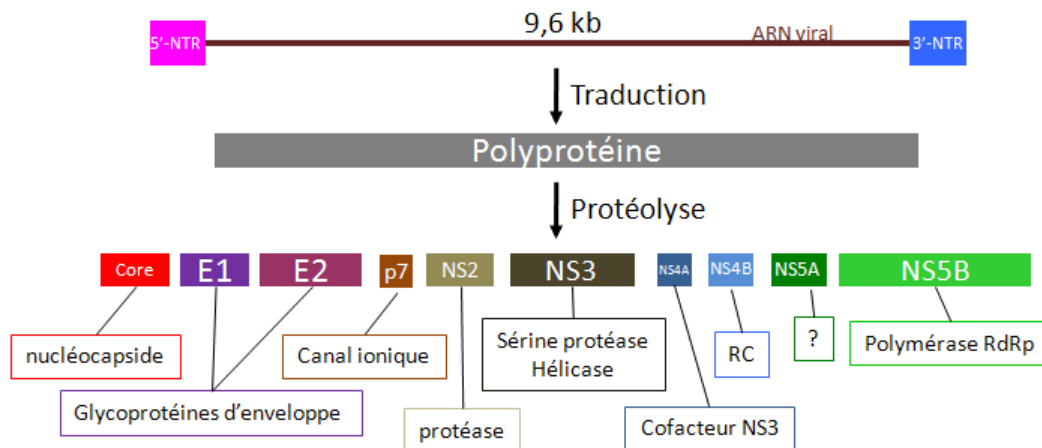 9,6 kb
5'-NTR
ARN viral
3'-NTR
Traduction
Polyprotéine
Protéolyse
Core
E1
E2
p7
NS2
NS3
NS4A
NS4B
NS5A
NS5B
nucléocapside
Glycoprotéines d'enveloppe
Canal ionique
protéase
Sérine protéase
Hélicase
Cofacteur NS3
RC
?
Polymérase RdRp